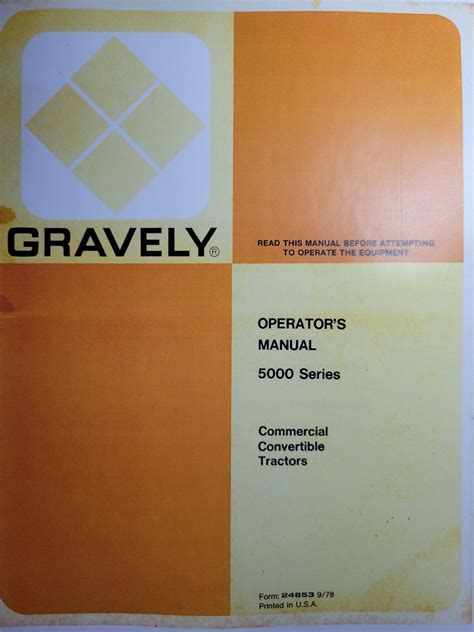 GRAVELY®
READ THIS MANUAL BEFORE ATTEMPTING
TO OPERATE THE EQUIPMENT
OPERATOR'S
MANUAL
5000 Series
Commercial
Convertible
Tractors
Form: 24853 9/78
Printed in U.S.A.